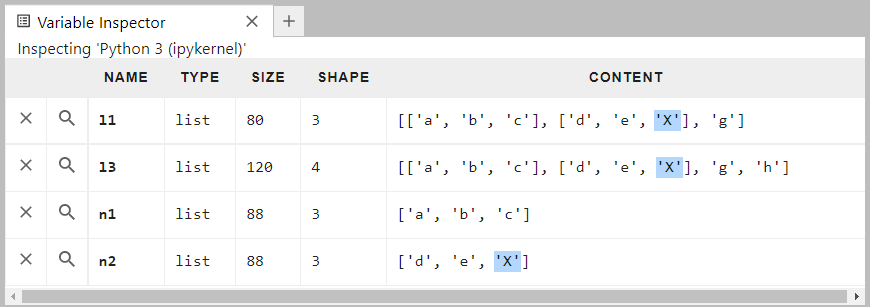 Variable Inspector
Inspecting 'Python 3 (ipykernel)'
NAME TYPE SIZE SHAPE CONTENT
l1 list 80 3 [['a', 'b', 'c'], ['d', 'e', 'X'], 'g']
l3 list 120 4 [['a', 'b', 'c'], ['d', 'e', 'X'], 'g', 'h']
n1 list 88 3 ['a', 'b', 'c']
n2 list 88 3 ['d', 'e', 'X']